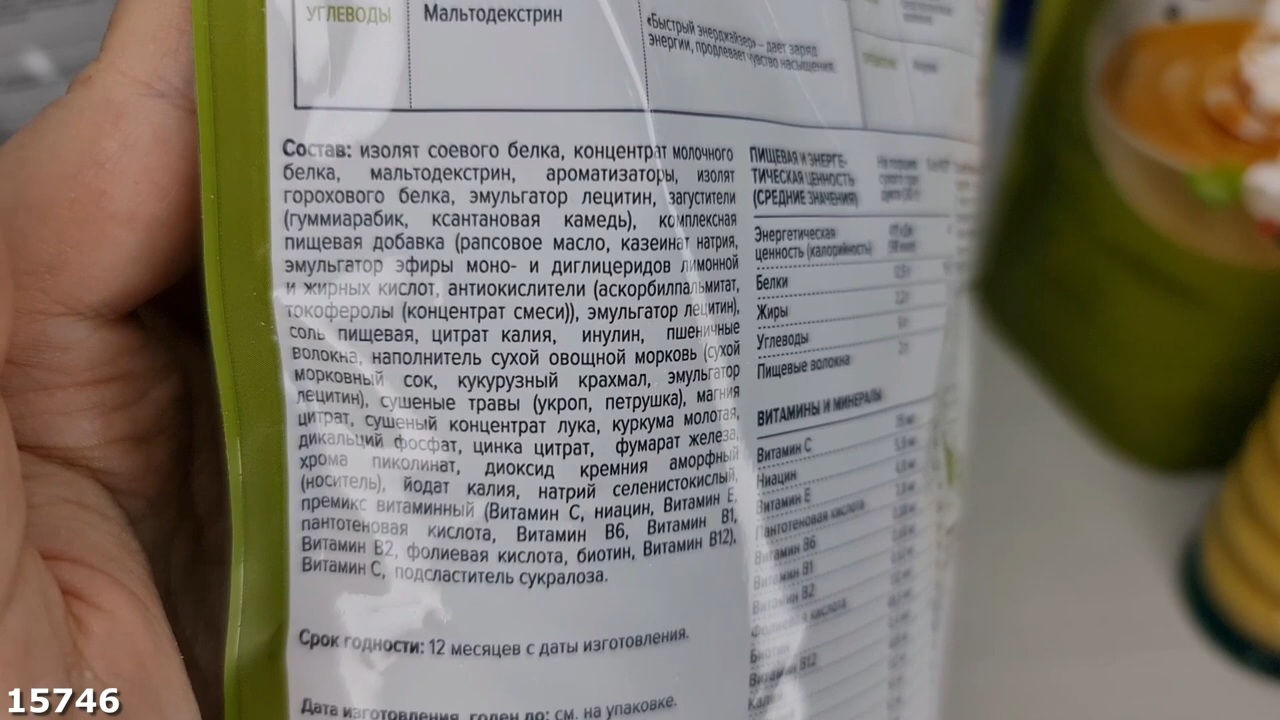 УГЛЕВОДЫ
Мальтодекстрин
«Быстрый энерджайзер» – дает заряд
энергии, продлевает чувство насыщения.
Состав: изолят соевого белка, концентрат молочного
белка, мальтодекстрин, ароматизаторы, изолят
горохового белка, эмульгатор лецитин, загустители
(гуммиарабик, ксантановая камедь), комплексная
пищевая добавка (рапсовое масло, казеинат натрия,
эмульгатор эфиры моно- и диглицеридов лимонной
и жирных кислот, антиокислители (аскорбилпальмитат,
токоферолы (концентрат смеси)), эмульгатор лецитин),
соль пищевая, цитрат калия, инулин, пшеничные
волокна, наполнитель сухой овощной морковь (сухой
морковный сок, кукурузный крахмал, эмульгатор
лецитин), сушеные травы (укроп, петрушка), магния
цитрат, сушеный концентрат лука, куркума молотая,
дикальций фосфат, цинка цитрат, фумарат железа,
хрома пиколинат, диоксид кремния аморфный
(носитель), йодат калия, натрий селенистокислый,
премикс витаминный (Витамин С, ниацин, Витамин Е,
пантотеновая кислота, Витамин В6, Витамин В1,
Витамин В2, фолиевая кислота, биотин, Витамин В12),
Витамин С, подсластитель сукралоза.
Срок годности: 12 месяцев с даты изготовления.
Дата изготовления, годен до: см. на упаковке.
ПИЩЕВАЯ И ЭНЕРГЕ-
ТИЧЕСКАЯ ЦЕННОСТЬ
(СРЕДНИЕ ЗНАЧЕНИЯ)
Энергетическая
ценность (калорийность)
Белки
Жиры
Углеводы
Пищевые волокна
ВИТАМИНЫ И МИНЕРАЛЫ
Витамин С
Ниацин
Витамин Е
Пантотеновая кислота
Витамин В6
Витамин В1
Витамин В2
Фолиевая кислота
Биотин
Витамин В12
15746